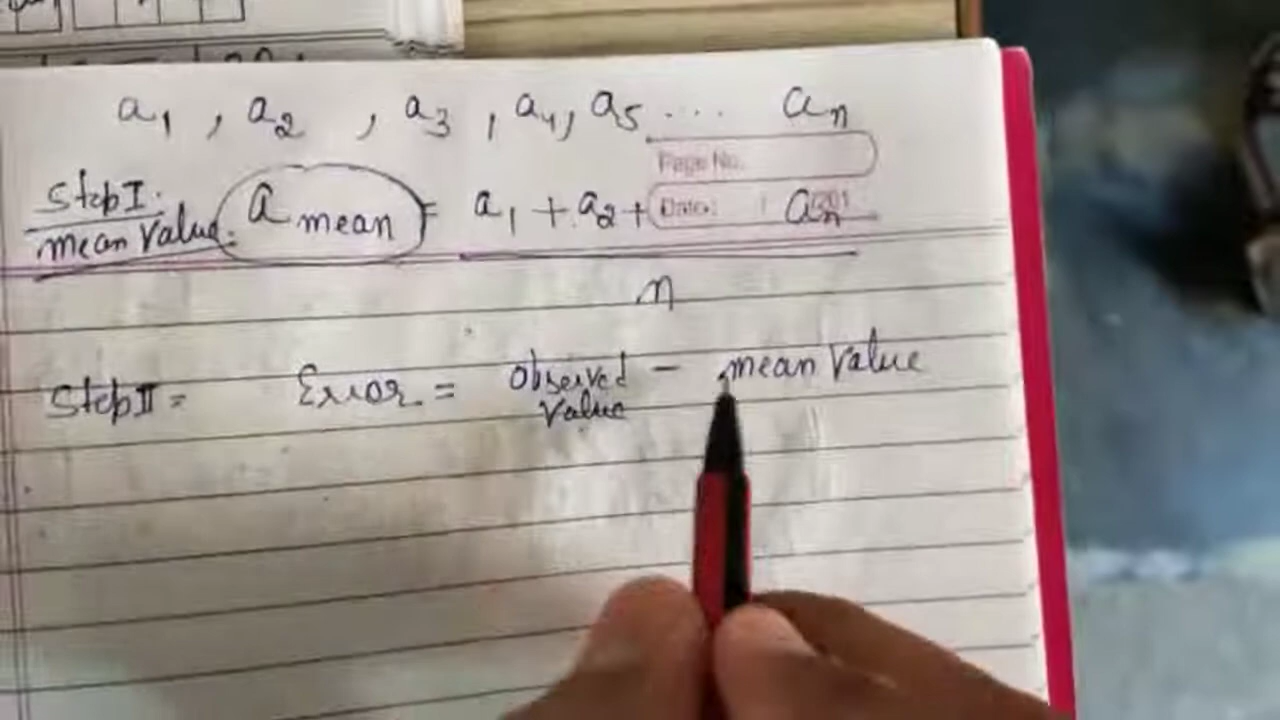 a1 , a2 , a3 , a4, a5 .... an
Page No.
Step I:
mean Value: a mean = a1 + a2 + an
Date:
n
Step II = Error = Observed Value - mean Value